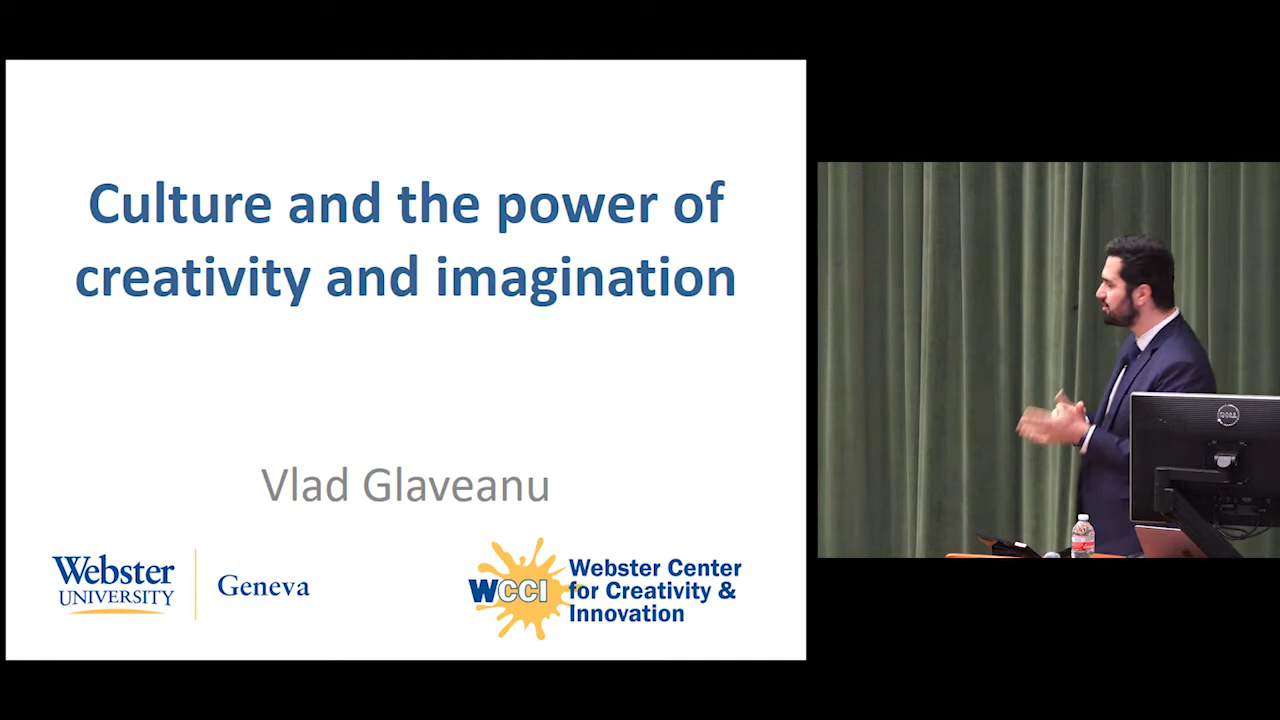 Culture and the power of
creativity and imagination
Vlad Glaveanu
Webster
UNIVERSITY
Geneva
WCCI
Webster Center
for Creativity &
Innovation
DELL